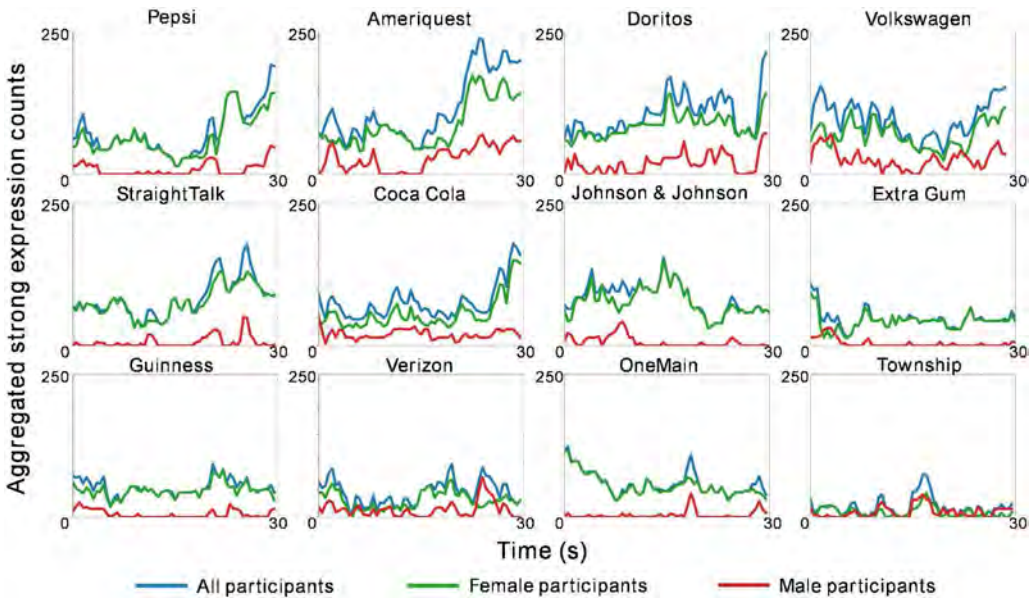 Pepsi Ameriquest Doritos Volkswagen
250 250 250 250
0 30 0 30 0 30 0 30
StraightTalk Coca Cola Johnson & Johnson Extra Gum
250 250 250 250
0 30 0 30 0 30 0 30
Guinness Verizon OneMain Township
250 250 250 250
0 30 0 30 0 30 0 30
Aggregated strong expression counts
Time (s)
All participants Female participants Male participants